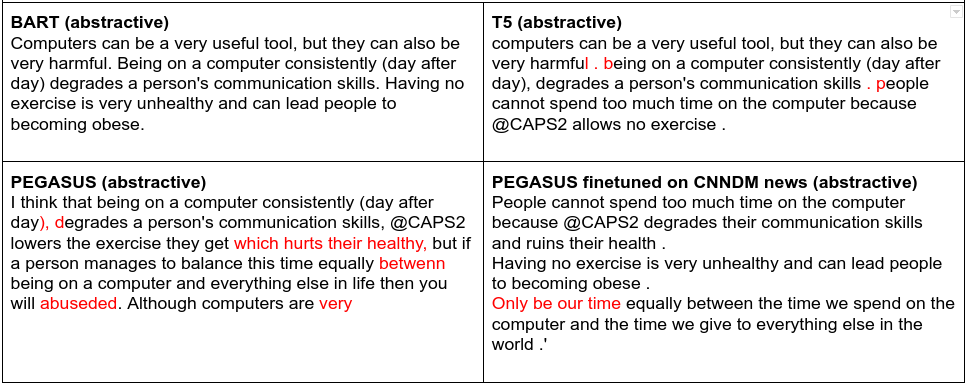 BART (abstractive)
Computers can be a very useful tool, but they can also be
very harmful. Being on a computer consistently (day after
day) degrades a person's communication skills. Having no
exercise is very unhealthy and can lead people to
becoming obese.
T5 (abstractive)
computers can be a very useful tool, but they can also be
very harmful . being on a computer consistently (day after
day), degrades a person's communication skills . people
cannot spend too much time on the computer because
@CAPS2 allows no exercise .
PEGASUS (abstractive)
I think that being on a computer consistently (day after
day), degrades a person's communication skills, @CAPS2
lowers the exercise they get which hurts their healthy, but if
a person manages to balance this time equally betwenn
being on a computer and everything else in life then you
will abuseded. Although computers are very
PEGASUS finetuned on CNNDM news (abstractive)
People cannot spend too much time on the computer
because @CAPS2 degrades their communication skills
and ruins their health .
Having no exercise is very unhealthy and can lead people
to becoming obese .
Only be our time equally between the time we spend on the
computer and the time we give to everything else in the
world .'